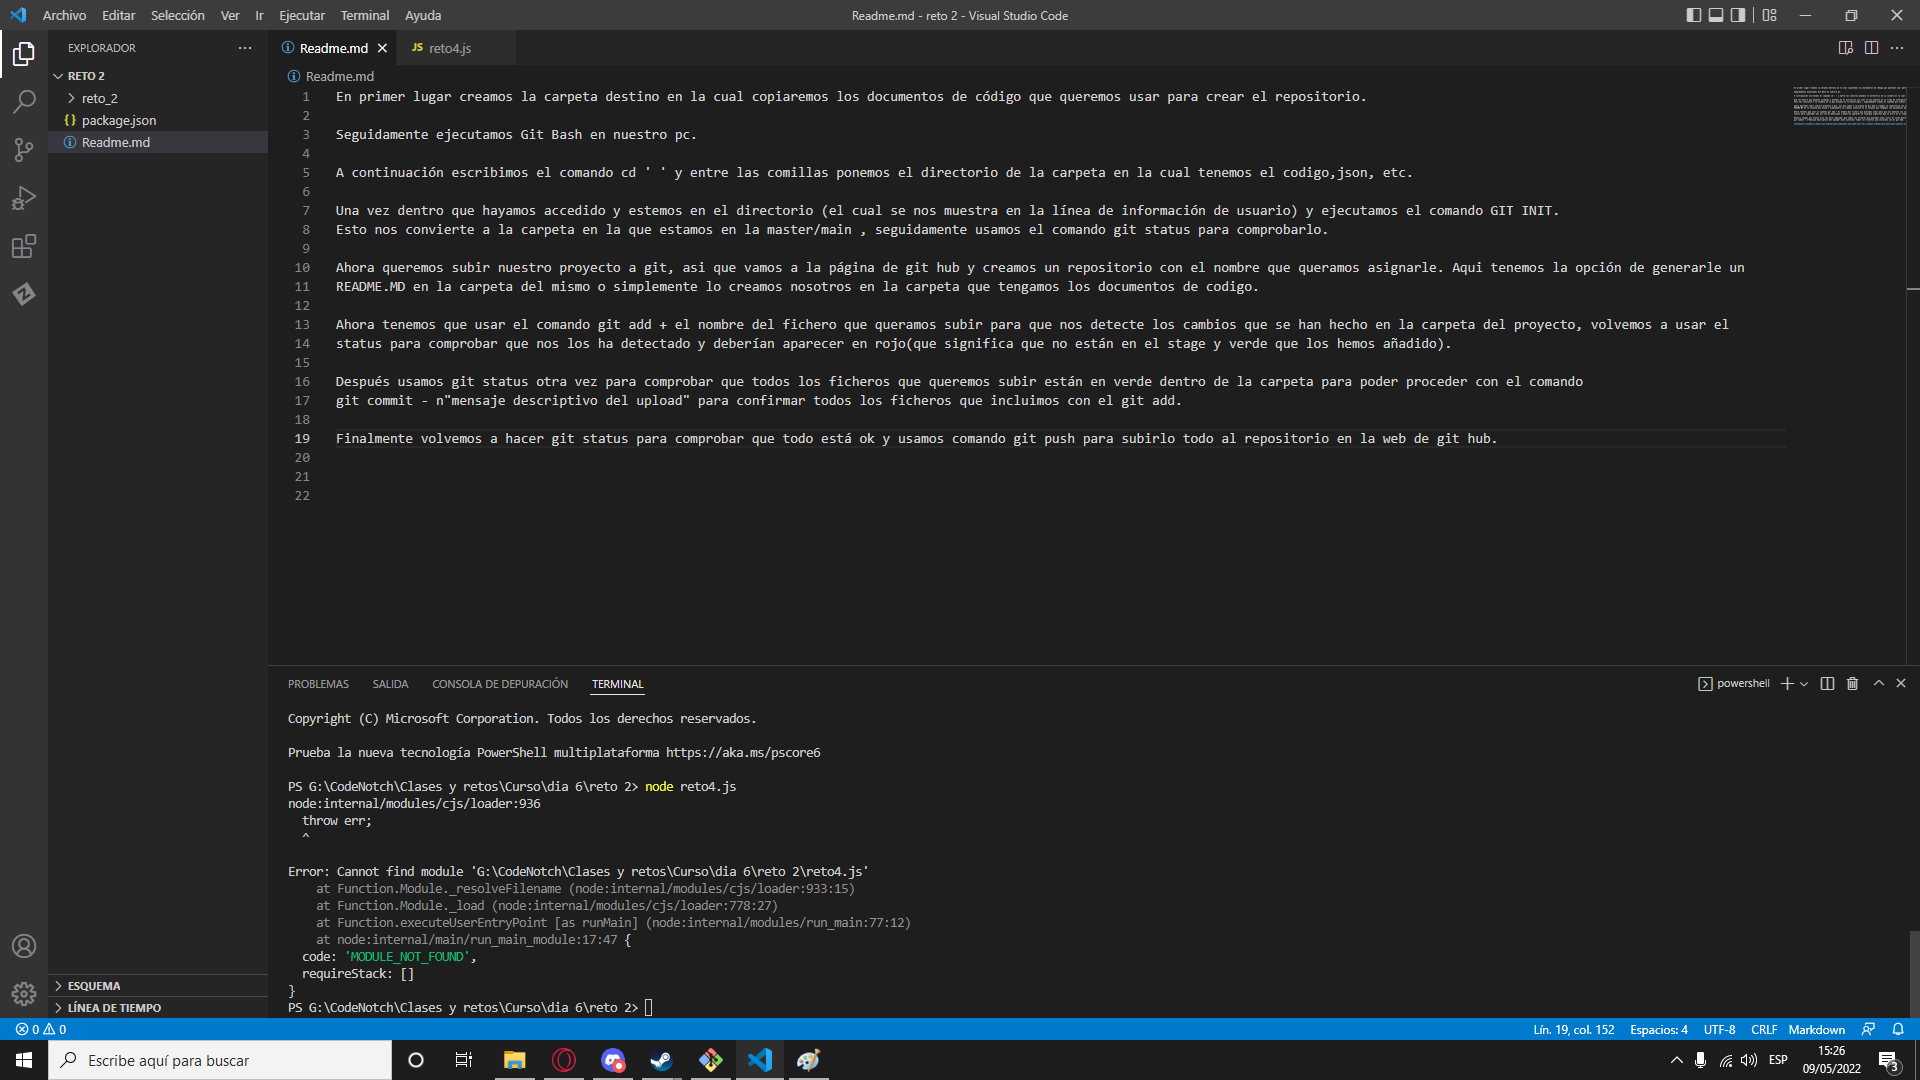 Archivo Editar Selección Ver Ir Ejecutar Terminal Ayuda
Readme.md - reto 2 - Visual Studio Code
EXPLORADOR
RETO 2
reto_2
{} package.json
Readme.md
ESQUEMA
LÍNEA DE TIEMPO
Readme.md
JS reto4.js
Readme.md
1 En primer lugar creamos la carpeta destino en la cual copiaremos los documentos de código que queremos usar para crear el repositorio.
2
3 Seguidamente ejecutamos Git Bash en nuestro pc.
4
5 A continuación escribimos el comando cd ' ' y entre las comillas ponemos el directorio de la carpeta en la cual tenemos el codigo,json, etc.
6
7 Una vez dentro que hayamos accedido y estemos en el directorio (el cual se nos muestra en la línea de información de usuario) y ejecutamos el comando GIT INIT.
8 Esto nos convierte a la carpeta en la que estamos en la master/main , seguidamente usamos el comando git status para comprobarlo.
9
10 Ahora queremos subir nuestro proyecto a git, asi que vamos a la página de git hub y creamos un repositorio con el nombre que queramos asignarle. Aqui tenemos la opción de generarle un
11 README.MD en la carpeta del mismo o simplemente lo creamos nosotros en la carpeta que tengamos los documentos de codigo.
12
13 Ahora tenemos que usar el comando git add + el nombre del fichero que queramos subir para que nos detecte los cambios que se han hecho en la carpeta del proyecto, volvemos a usar el
14 status para comprobar que nos los ha detectado y deberían aparecer en rojo(que significa que no están en el stage y verde que los hemos añadido).
15
16 Después usamos git status otra vez para comprobar que todos los ficheros que queremos subir están en verde dentro de la carpeta para poder proceder con el comando
17 git commit - n"mensaje descriptivo del upload" para confirmar todos los ficheros que incluimos con el git add.
18
19 Finalmente volvemos a hacer git status para comprobar que todo está ok y usamos comando git push para subirlo todo al repositorio en la web de git hub.
20
21
22
PROBLEMAS SALIDA CONSOLA DE DEPURACIÓN TERMINAL
powershell
Copyright (C) Microsoft Corporation. Todos los derechos reservados.
Prueba la nueva tecnología PowerShell multiplataforma https://aka.ms/pscore6
PS G:\CodeNotch\Clases y retos\Curso\dia 6\reto 2> node reto4.js
node:internal/modules/cjs/loader:936
throw err;
^
Error: Cannot find module 'G:\CodeNotch\Clases y retos\Curso\dia 6\reto 2\reto4.js'
at Function.Module._resolveFilename (node:internal/modules/cjs/loader:933:15)
at Function.Module._load (node:internal/modules/cjs/loader:778:27)
at Function.executeUserEntryPoint [as runMain] (node:internal/modules/run_main:77:12)
at node:internal/main/run_main_module:17:47 {
code: 'MODULE_NOT_FOUND',
requireStack: []
}
PS G:\CodeNotch\Clases y retos\Curso\dia 6\reto 2>
0 0
Lín. 19, col. 152 Espacios: 4 UTF-8 CRLF Markdown
Escribe aquí para buscar
ESP
15:26
09/05/2022
3